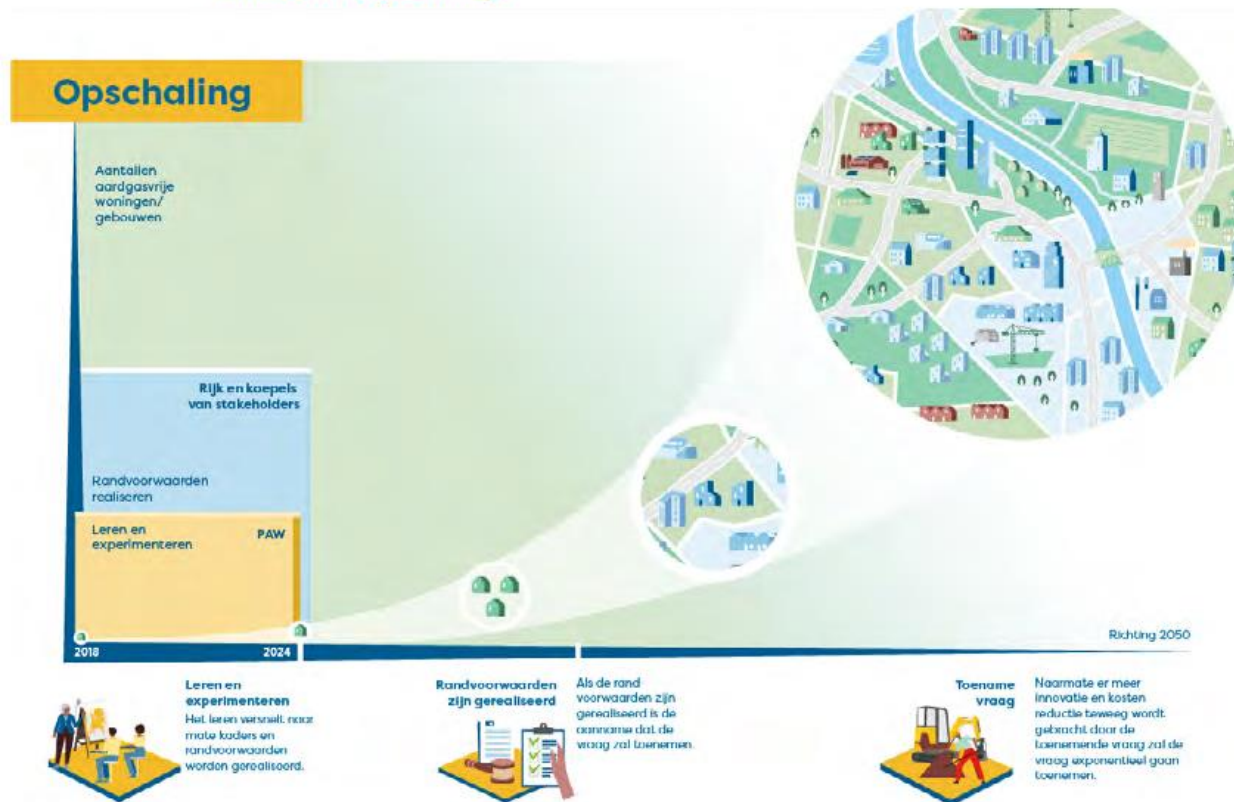 Opschaling
Aantallen
aardgasvrije
woningen/
gebouwen
Rijk en koepels
van stakeholders
Randvoorwaarden
realiseren
Leren en
experimenteren
PAW
2018
2024
Richting 2050
Leren en
experimenteren
Het leren versnelt naar
mate kaders en
randvoorwaarden
worden gerealiseerd.
Randvoorwaarden
zijn gerealiseerd
Als de rand
voorwaarden zijn
gerealiseerd is de
aanname dat de
vraag zal toenemen.
Toename
vraag
Naarmate er meer
innovatie en kosten
reductie teweeg wordt
gebracht door de
toenemende vraag zal de
vraag exponentieel gaan
toenemen.